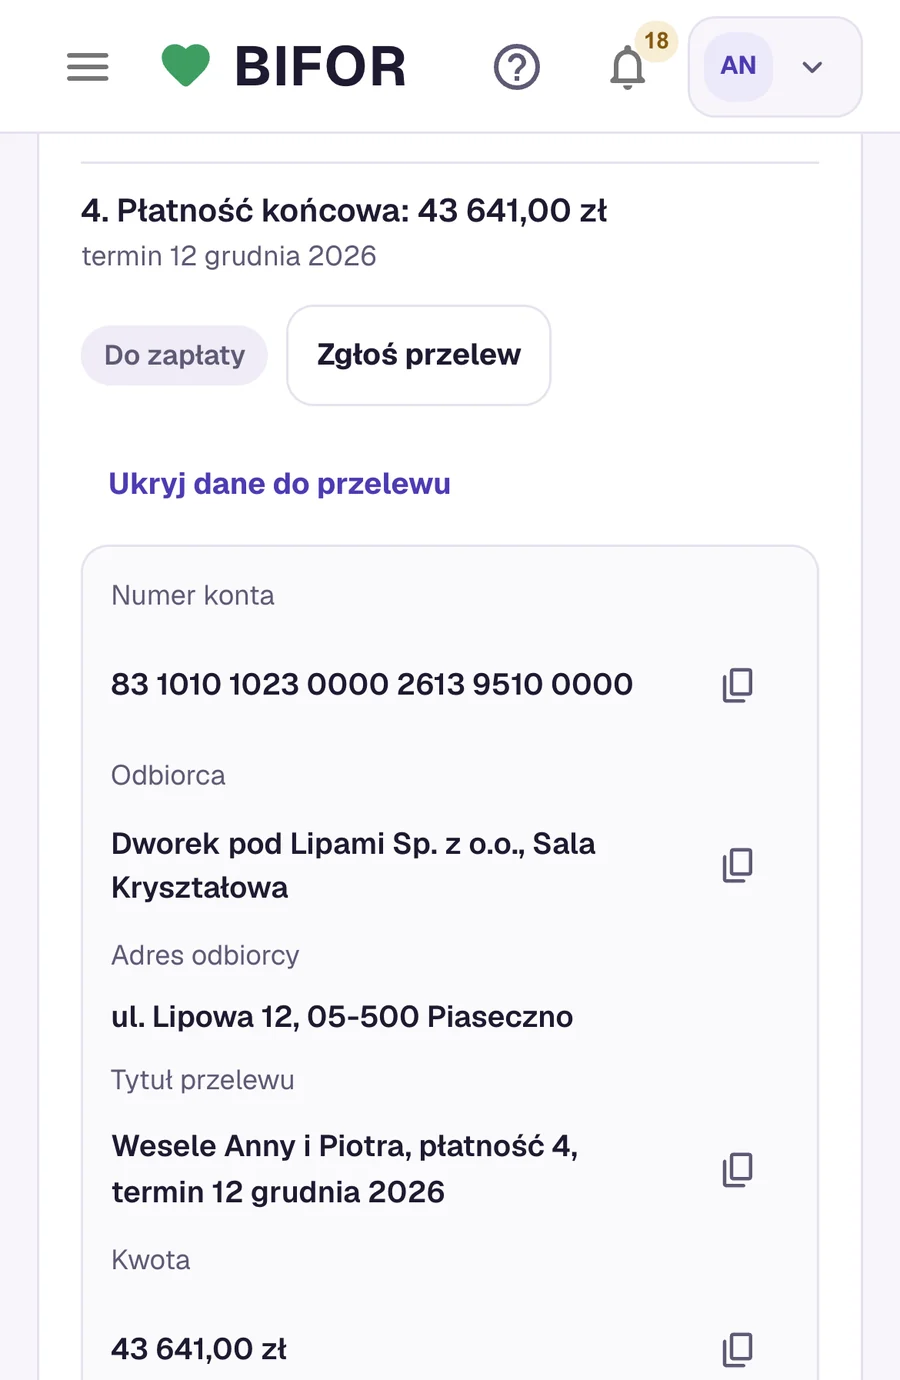 BIFOR
18
AN
4. Płatność końcowa: 43 641,00 zł
termin 12 grudnia 2026
Do zapłaty
Zgłoś przelew
Ukryj dane do przelewu
Numer konta
83 1010 1023 0000 2613 9510 0000
Odbiorca
Dworek pod Lipami Sp. z o.o., Sala
Kryształowa
Adres odbiorcy
ul. Lipowa 12, 05-500 Piaseczno
Tytuł przelewu
Wesele Anny i Piotra, płatność 4,
termin 12 grudnia 2026
Kwota
43 641,00 zł